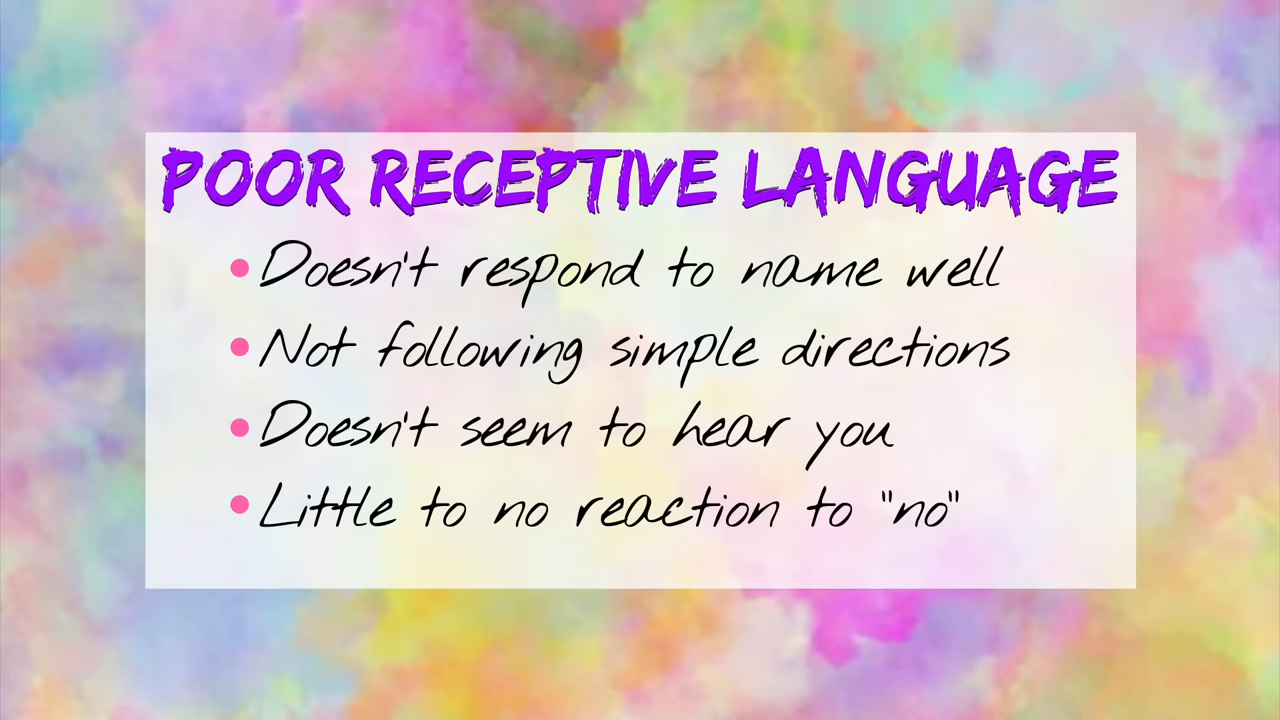 POOR RECEPTIVE LANGUAGE
• Doesn't respond to name well
• Not following simple directions
• Doesn't seem to hear you
• Little to no reaction to "no"